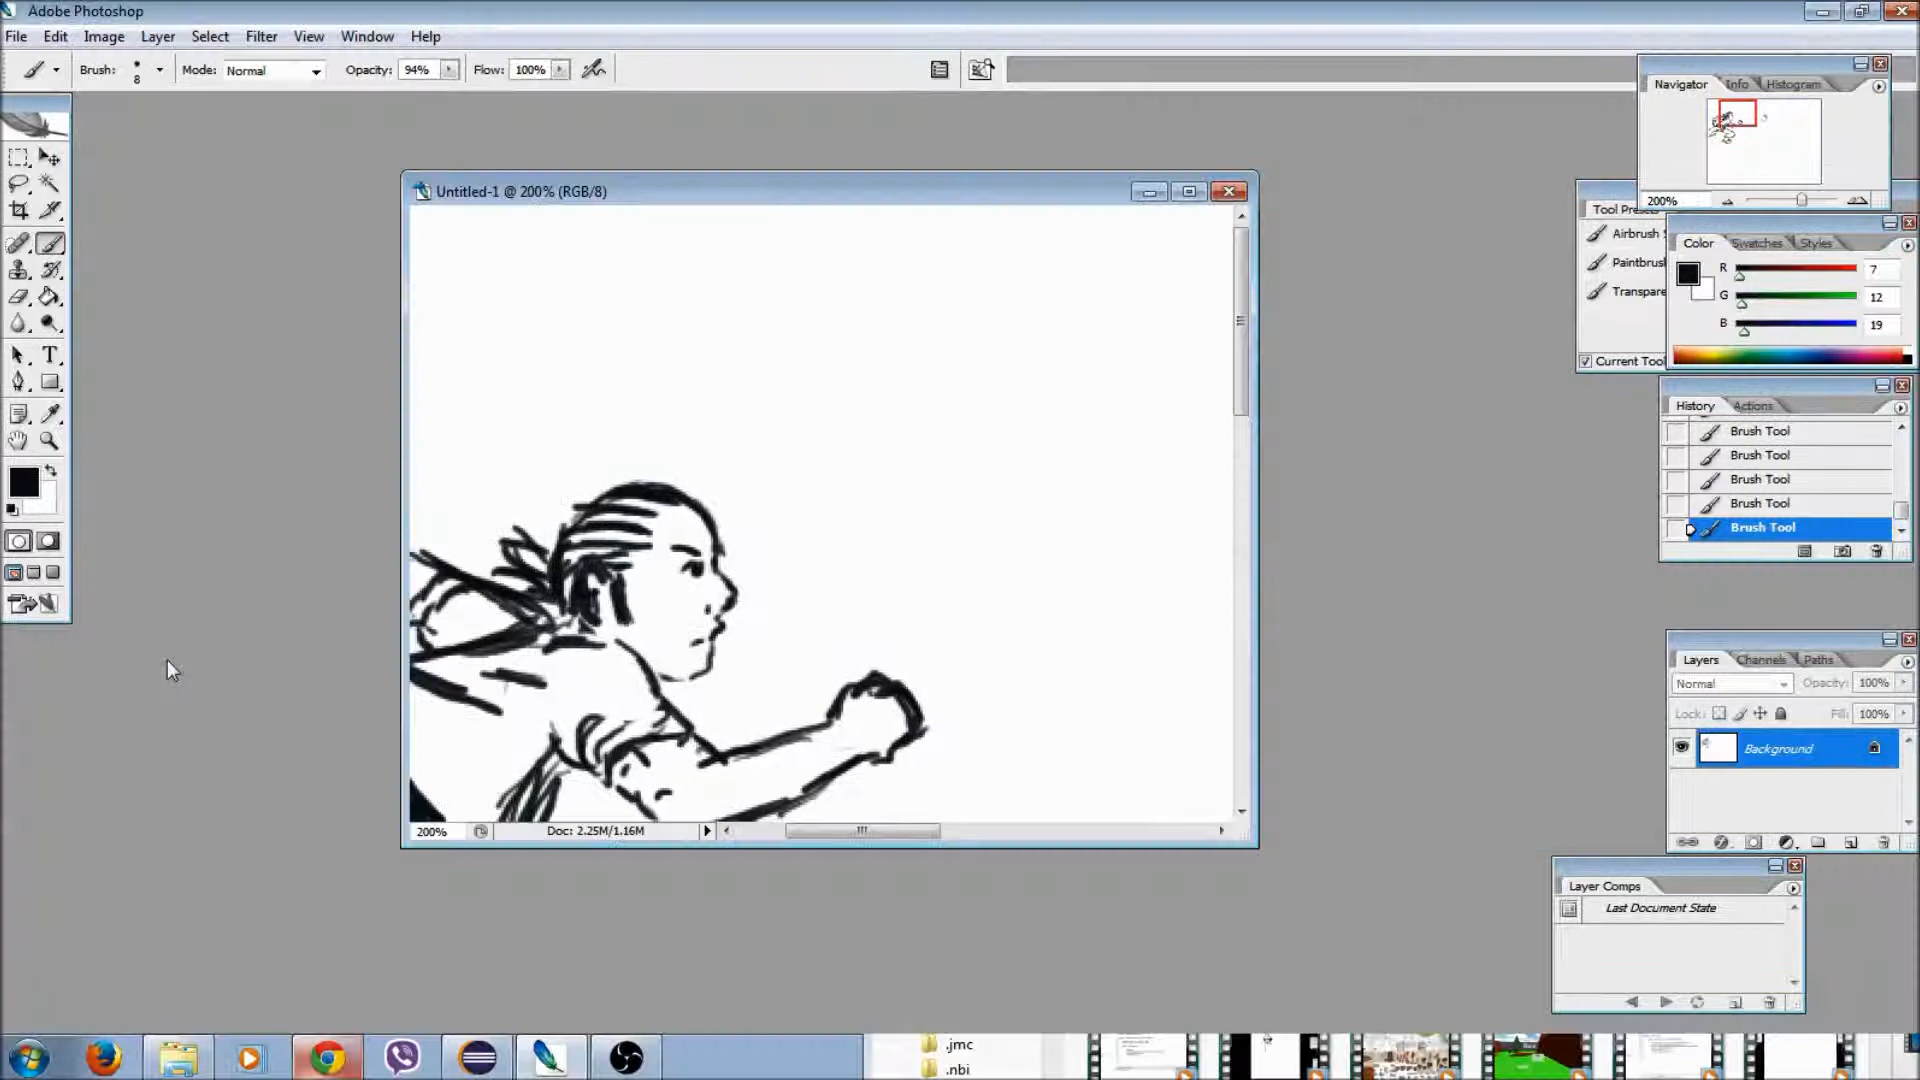 Adobe Photoshop
File Edit Image Layer Select Filter View Window Help
Brush: 8 Mode: Normal Opacity: 94% Flow: 100%
Navigator Info Histogram
200%
Untitled-1 @ 200% (RGB/8)
Tool Presets
Airbrush
Paintbrush
Transpare
Current Tool
Color Swatches Styles
R 7
G 12
B 19
History Actions
Brush Tool
Brush Tool
Brush Tool
Brush Tool
Brush Tool
Layers Channels Paths
Normal Opacity: 100%
Lock: Fill: 100%
Background
200% Doc: 2.25M/1.16M
Layer Comps
Last Document State
.jmc
.nbi